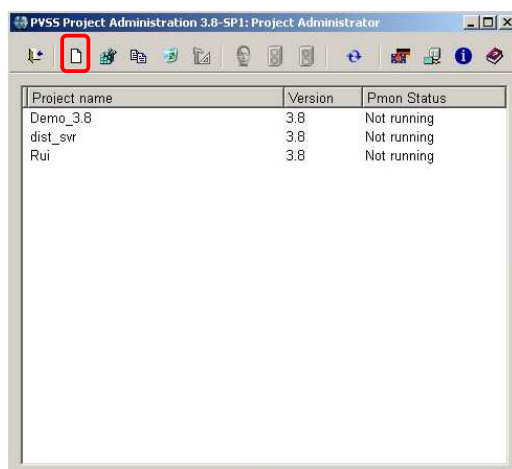 PVSS Project Administration 3.8-SP1: Project Administrator
Project name Version Pmon Status
Demo_3.8 3.8 Not running
dist_svr 3.8 Not running
Rui 3.8 Not running